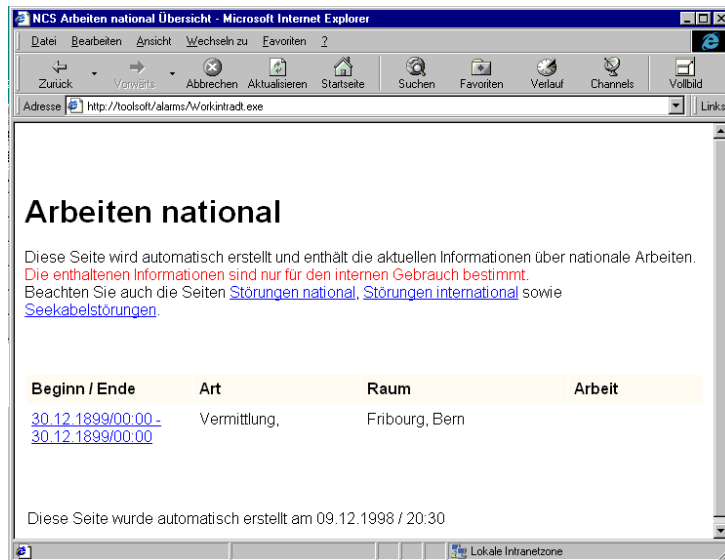 NCS Arbeiten national Übersicht - Microsoft Internet Explorer
Datei Bearbeiten Ansicht Wechseln zu Favoriten ?
Zurück Vorwärts Abbrechen Aktualisieren Startseite Suchen Favoriten Verlauf Channels Vollbild
Adresse http://toolsoft/alarms/Workintradt.exe Links
Arbeiten national
Diese Seite wird automatisch erstellt und enthält die aktuellen Informationen über nationale Arbeiten.
Die enthaltenen Informationen sind nur für den internen Gebrauch bestimmt.
Beachten Sie auch die Seiten Störungen national, Störungen international sowie
Seekabelstörungen.
Beginn / Ende Art Raum Arbeit
30.12.1899/00:00 - Vermittlung, Fribourg, Bern
30.12.1899/00:00
Diese Seite wurde automatisch erstellt am 09.12.1998 / 20:30
Lokale Intranetzone